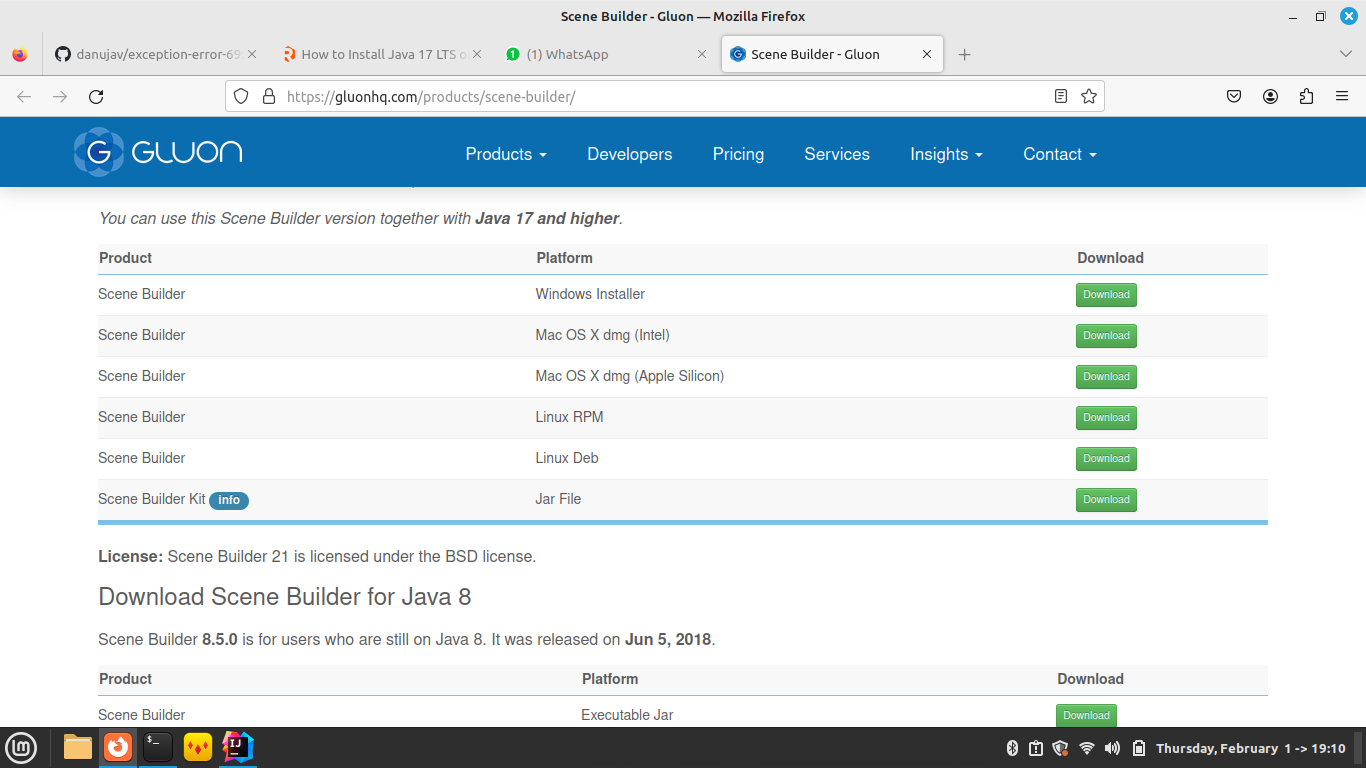 Scene Builder - Gluon — Mozilla Firefox
danujav/exception-error-69
How to Install Java 17 LTS o
(1) WhatsApp
Scene Builder - Gluon
https://gluonhq.com/products/scene-builder/
G GLUON Products Developers Pricing Services Insights Contact
You can use this Scene Builder version together with Java 17 and higher.
Product Platform Download
Scene Builder Windows Installer Download
Scene Builder Mac OS X dmg (Intel) Download
Scene Builder Mac OS X dmg (Apple Silicon) Download
Scene Builder Linux RPM Download
Scene Builder Linux Deb Download
Scene Builder Kit info Jar File Download
License: Scene Builder 21 is licensed under the BSD license.
Download Scene Builder for Java 8
Scene Builder 8.5.0 is for users who are still on Java 8. It was released on Jun 5, 2018.
Product Platform Download
Scene Builder Executable Jar Download
$_ IJ Thursday, February 1 -> 19:10